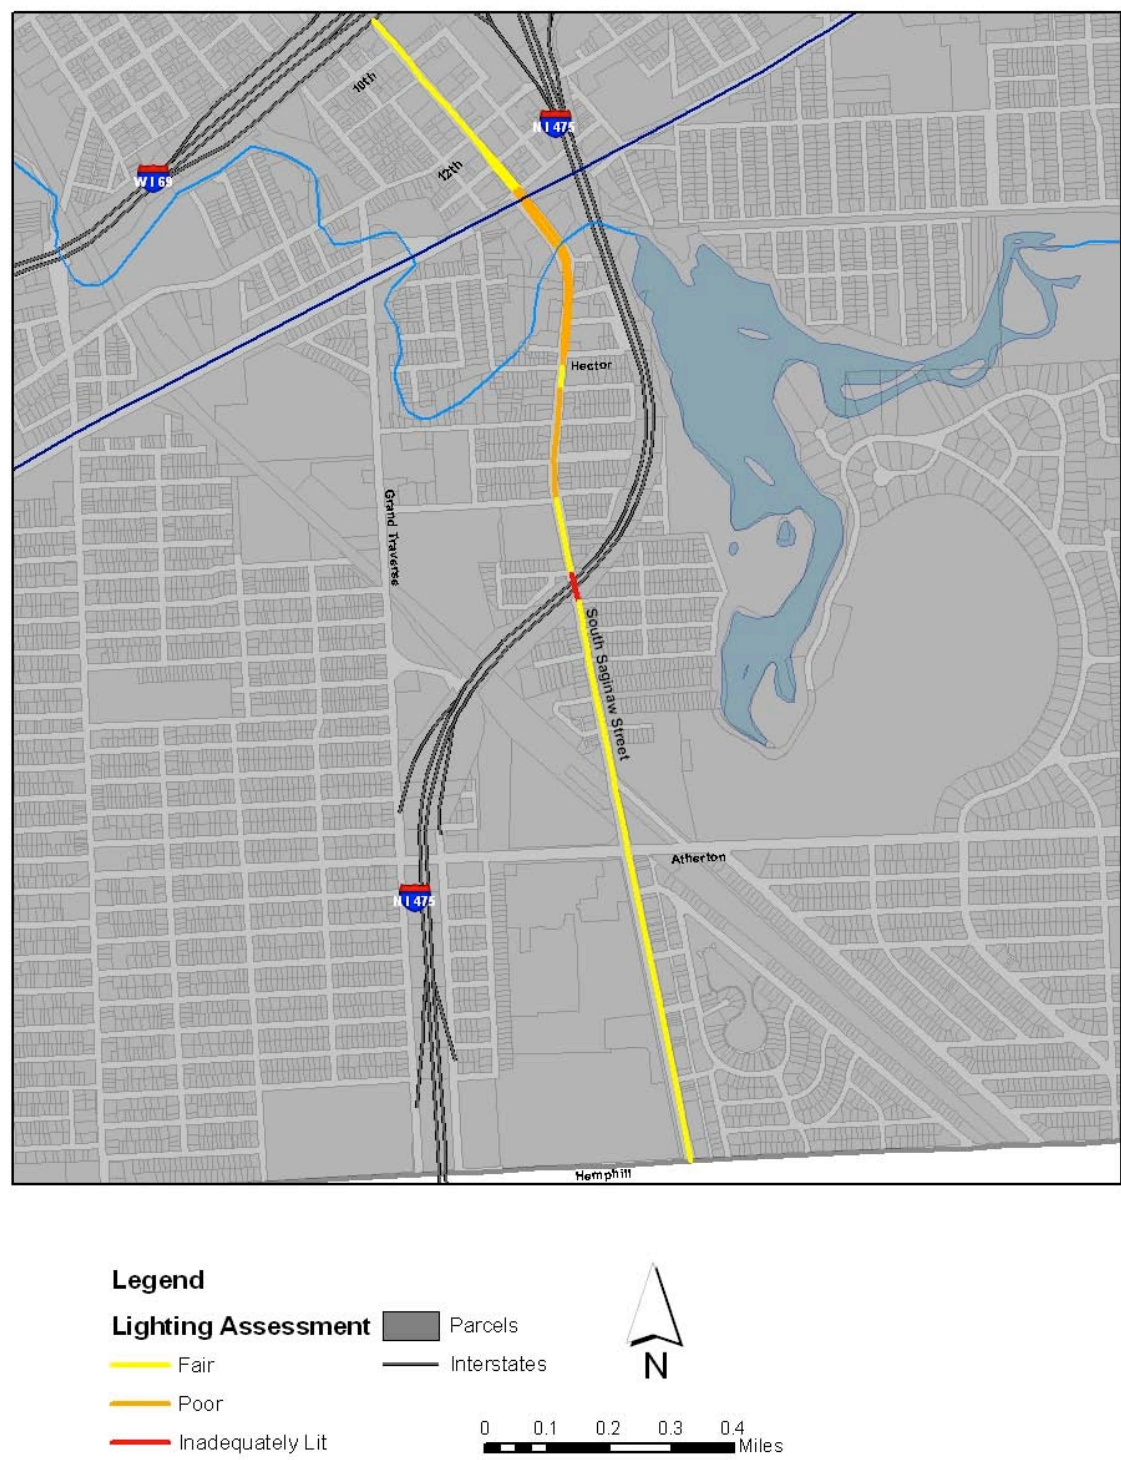 10th
N I 475
12th
W I 69
Hector
Grand Traverse
South Saginaw Street
Atherton
N I 475
Hemphill
Legend
Lighting Assessment
Parcels
Fair
Interstates
N
Poor
0 0.1 0.2 0.3 0.4
Miles
Inadequately Lit